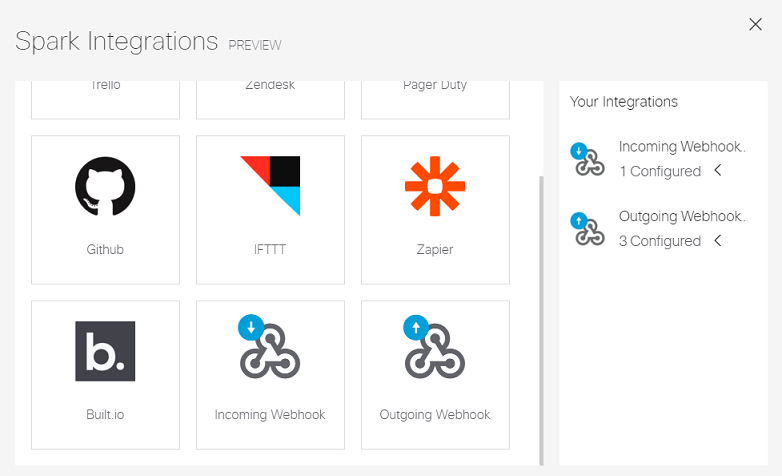 Spark Integrations PREVIEW
Trello
Zendesk
Pager Duty
Github
IFTTT
Zapier
b.
Built.io
Incoming Webhook
Outgoing Webhook
Your Integrations
Incoming Webhook..
1 Configured
Outgoing Webhook..
3 Configured